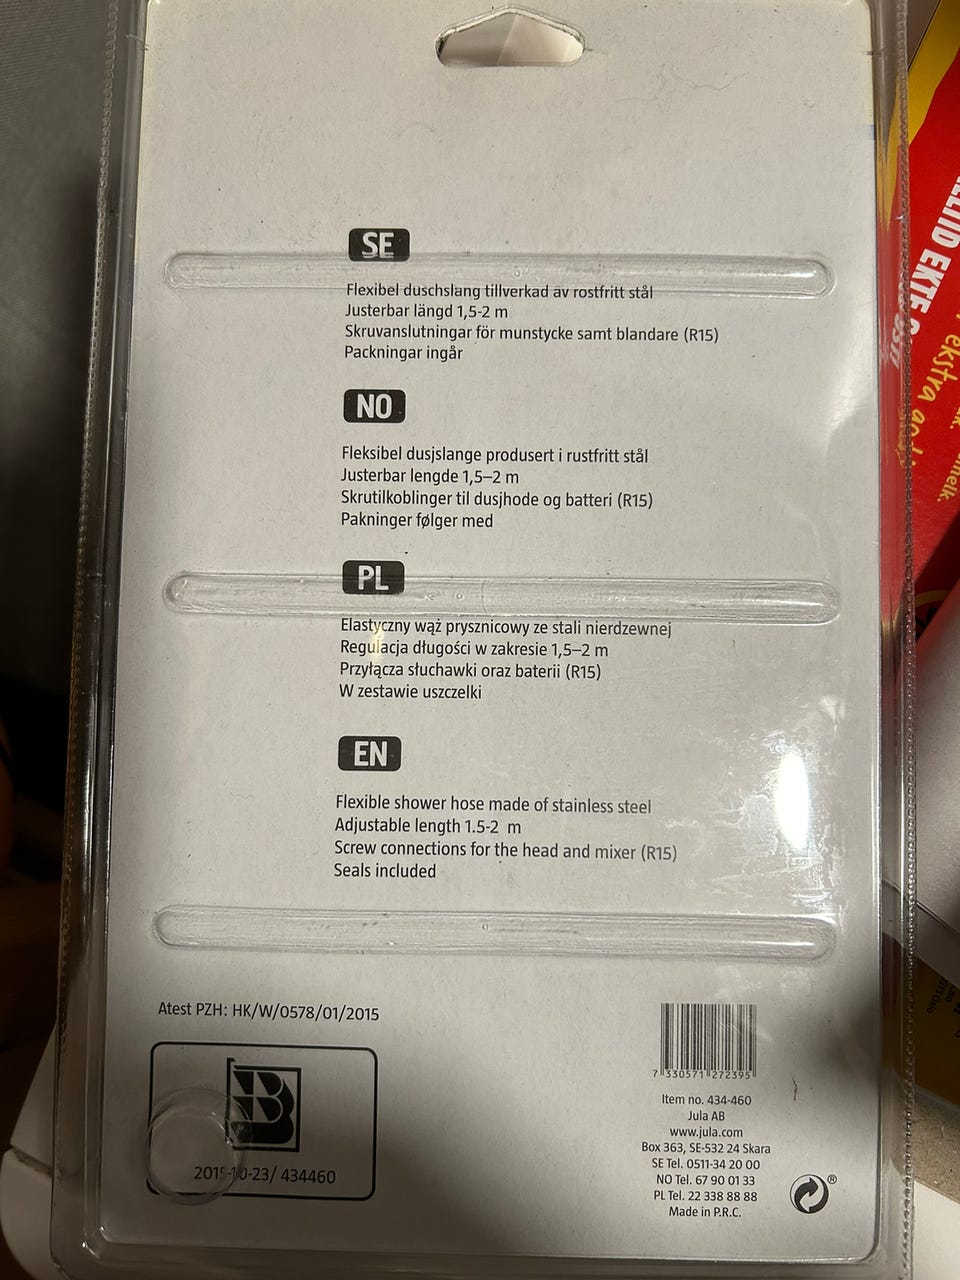 SE
Flexibel duschslang tillverkad av rostfritt stål
Justerbar längd 1,5-2 m
Skruvanslutningar för munstycke samt blandare (R15)
Packningar ingår
NO
Fleksibel dusjslange produsert i rustfritt stål
Justerbar lengde 1,5–2 m
Skrutilkoblinger til dusjhode og batteri (R15)
Pakninger følger med
PL
Elastyczny wąż prysznicowy ze stali nierdzewnej
Regulacja długości w zakresie 1,5–2 m
Przyłącza słuchawki oraz baterii (R15)
W zestawie uszczelki
EN
Flexible shower hose made of stainless steel
Adjustable length 1.5-2 m
Screw connections for the head and mixer (R15)
Seals included
Atest PZH: HK/W/0578/01/2015
B
2015-10-23/ 434460
7 330571 272395
Item no. 434-460
Jula AB
www.jula.com
Box 363, SE-532 24 Skara
SE Tel. 0511-34 20 00
NO Tel. 67 90 01 33
PL Tel. 22 338 88 88
Made in P.R.C.
®
EKTE
ekstra